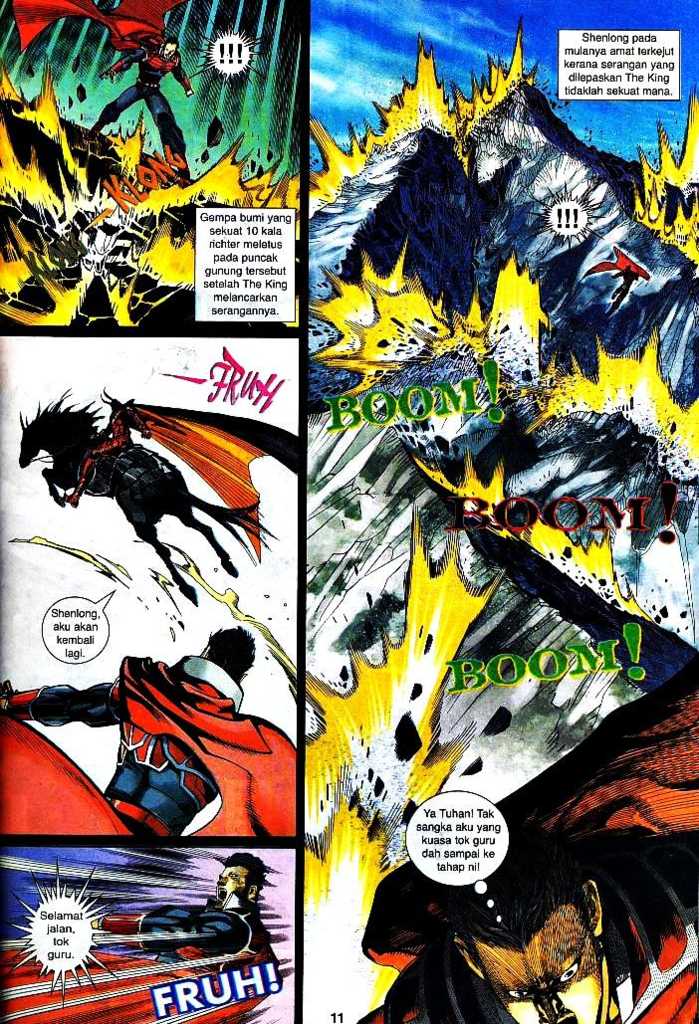 !!!
KLONG
KLONG
Gempa bumi yang
sekuat 10 kala
richter meletus
pada puncak
gunung tersebut
setelah The King
melancarkan
serangannya.
FRUH
Shenlong,
aku akan
kembali
lagi.
Selamat
jalan,
tok
guru.
FRUH!
Shenlong pada
mulanya amat terkejut
kerana serangan yang
dilepaskan The King
tidaklah sekuat mana.
!!!
BOOM!
BOOM!
BOOM!
Ya Tuhan! Tak
sangka aku yang
kuasa tok guru
dah sampai ke
tahap ni!
11